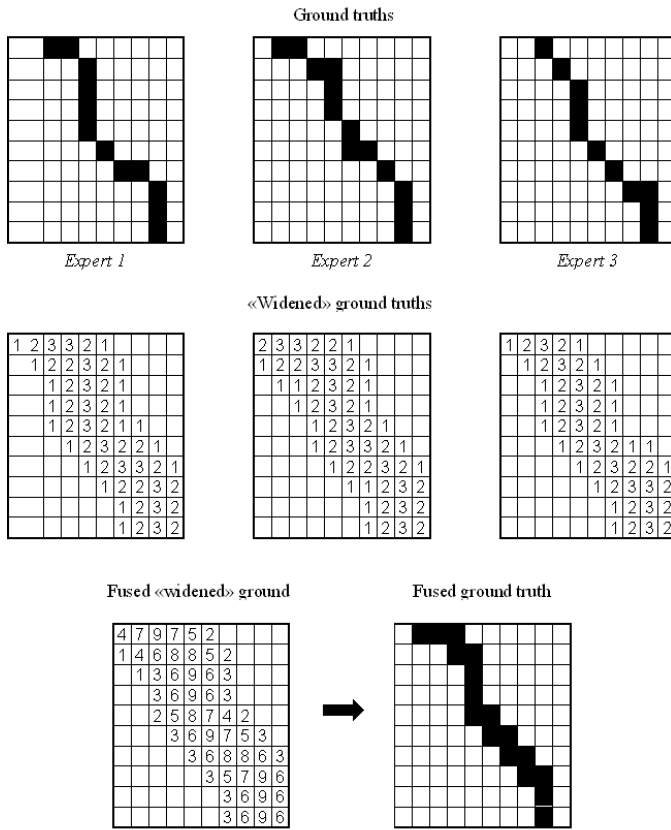 Ground truths
Expert 1
Expert 2
Expert 3
«Widened» ground truths
1 2 3 3 2 1
1 2 2 3 2 1
1 2 3 2 1
1 2 3 2 1
1 2 3 2 1 1
1 2 3 2 2 1
1 2 3 3 2 1
1 2 2 3 2
1 2 3 2
1 2 3 2
2 3 3 2 2 1
1 2 2 3 3 2 1
1 1 2 3 2 1
1 2 3 2 1
1 2 3 2 1
1 2 3 3 2 1
1 2 2 3 2 1
1 1 2 3 2
1 2 3 2
1 2 3 2
1 2 3 2 1
1 2 3 2 1
1 2 3 2 1
1 2 3 2 1
1 2 3 2 1
1 2 3 2 1 1
1 2 3 2 2 1
1 2 3 3 2
1 2 3 2
1 2 3 2
Fused «widened» ground
4 7 9 7 5 2
1 4 6 8 8 5 2
1 3 6 9 6 3
3 6 9 6 3
2 5 8 7 4 2
3 6 9 7 5 3
3 6 8 8 6 3
3 5 7 9 6
3 6 9 6
3 6 9 6
Fused ground truth